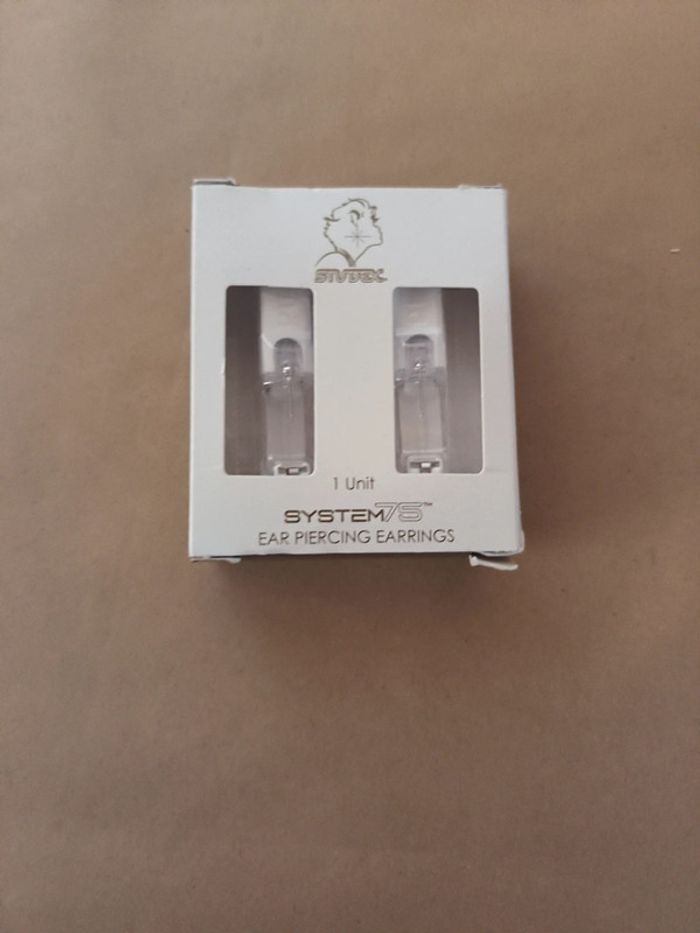 STUDEX
1 Unit
SYSTEM75™
EAR PIERCING EARRINGS